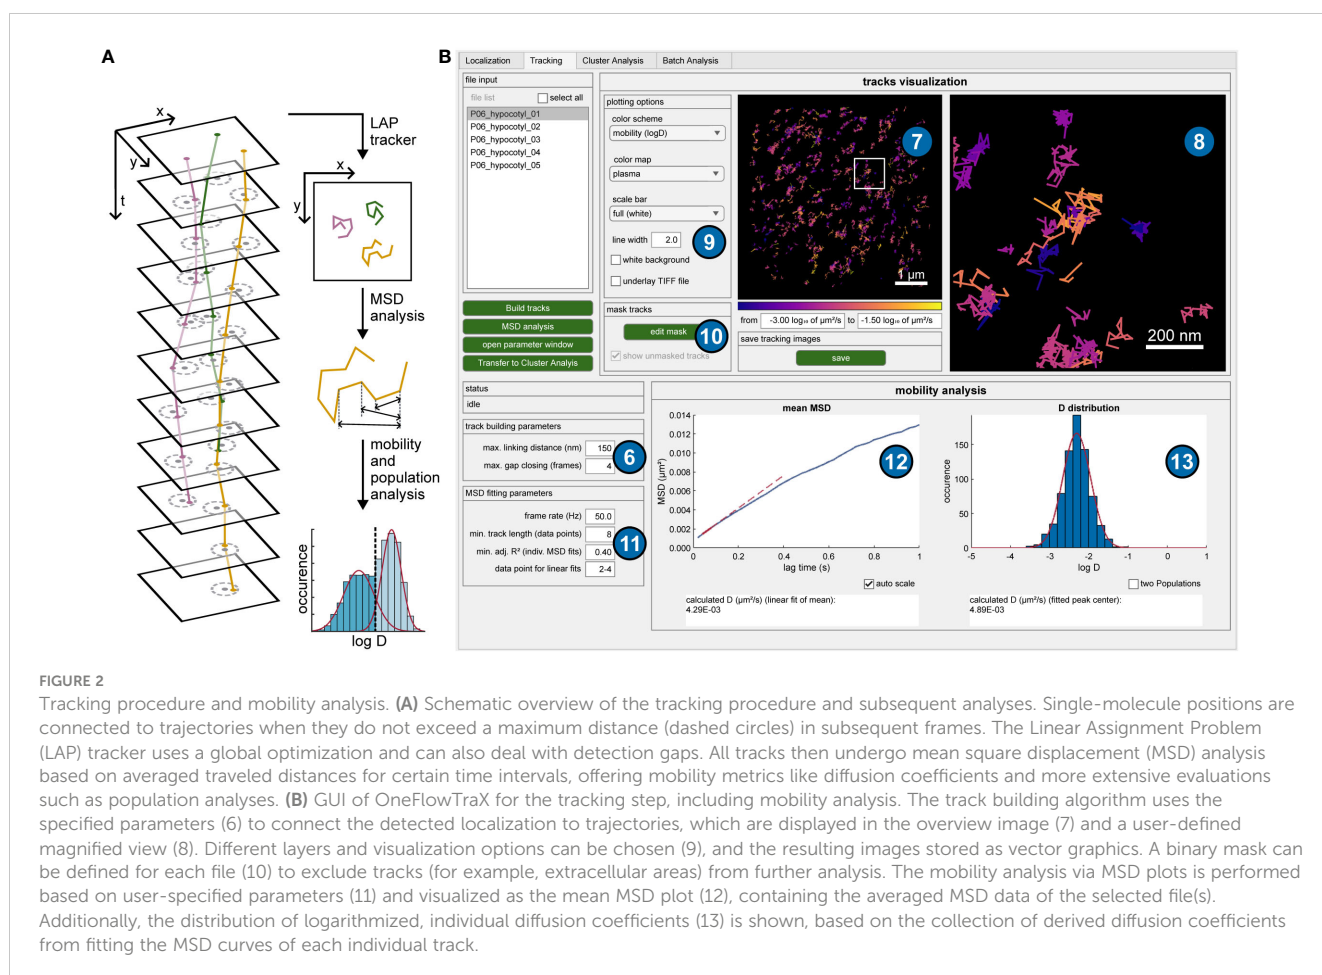 A
x
y
t
LAP
tracker
x
y
MSD
analysis
mobility
and
population
analysis
occurence
log D
B
Localization
Tracking
Cluster Analysis
Batch Analysis
file input
file list
select all
P06_hypocotyl_01
P06_hypocotyl_02
P06_hypocotyl_03
P06_hypocotyl_04
P06_hypocotyl_05
Build tracks
MSD analysis
open parameter window
Transfer to Cluster Analyis
tracks visualization
plotting options
color scheme
mobility (logD)
color map
plasma
scale bar
full (white)
line width
2.0
9
white background
underlay TIFF file
mask tracks
edit mask
10
show unmasked tracks
7
1 µm
from
-3.00 log₁₀ of µm²/s
to
-1.50 log₁₀ of µm²/s
save tracking images
save
8
200 nm
status
idle
track building parameters
max. linking distance (nm)
150
max. gap closing (frames)
4
6
MSD fitting parameters
frame rate (Hz)
50.0
min. track length (data points)
8
min. adj. R² (indiv. MSD fits)
0.40
data point for linear fits
2-4
11
mobility analysis
mean MSD
MSD (µm²)
0.014
0.012
0.010
0.008
0.006
0.004
0.002
0.000
0
0.2
0.4
0.6
0.8
1
lag time (s)
12
auto scale
calculated D (µm²/s) (linear fit of mean):
4.29E-03
D distribution
occurence
150
100
50
0
-5
-4
-3
-2
-1
0
1
log D
13
two Populations
calculated D (µm²/s) (fitted peak center):
4.89E-03
FIGURE 2
Tracking procedure and mobility analysis. (A) Schematic overview of the tracking procedure and subsequent analyses. Single-molecule positions are
connected to trajectories when they do not exceed a maximum distance (dashed circles) in subsequent frames. The Linear Assignment Problem
(LAP) tracker uses a global optimization and can also deal with detection gaps. All tracks then undergo mean square displacement (MSD) analysis
based on averaged traveled distances for certain time intervals, offering mobility metrics like diffusion coefficients and more extensive evaluations
such as population analyses. (B) GUI of OneFlowTraX for the tracking step, including mobility analysis. The track building algorithm uses the
specified parameters (6) to connect the detected localization to trajectories, which are displayed in the overview image (7) and a user-defined
magnified view (8). Different layers and visualization options can be chosen (9), and the resulting images stored as vector graphics. A binary mask can
be defined for each file (10) to exclude tracks (for example, extracellular areas) from further analysis. The mobility analysis via MSD plots is performed
based on user-specified parameters (11) and visualized as the mean MSD plot (12), containing the averaged MSD data of the selected file(s).
Additionally, the distribution of logarithmized, individual diffusion coefficients (13) is shown, based on the collection of derived diffusion coefficients
from fitting the MSD curves of each individual track.